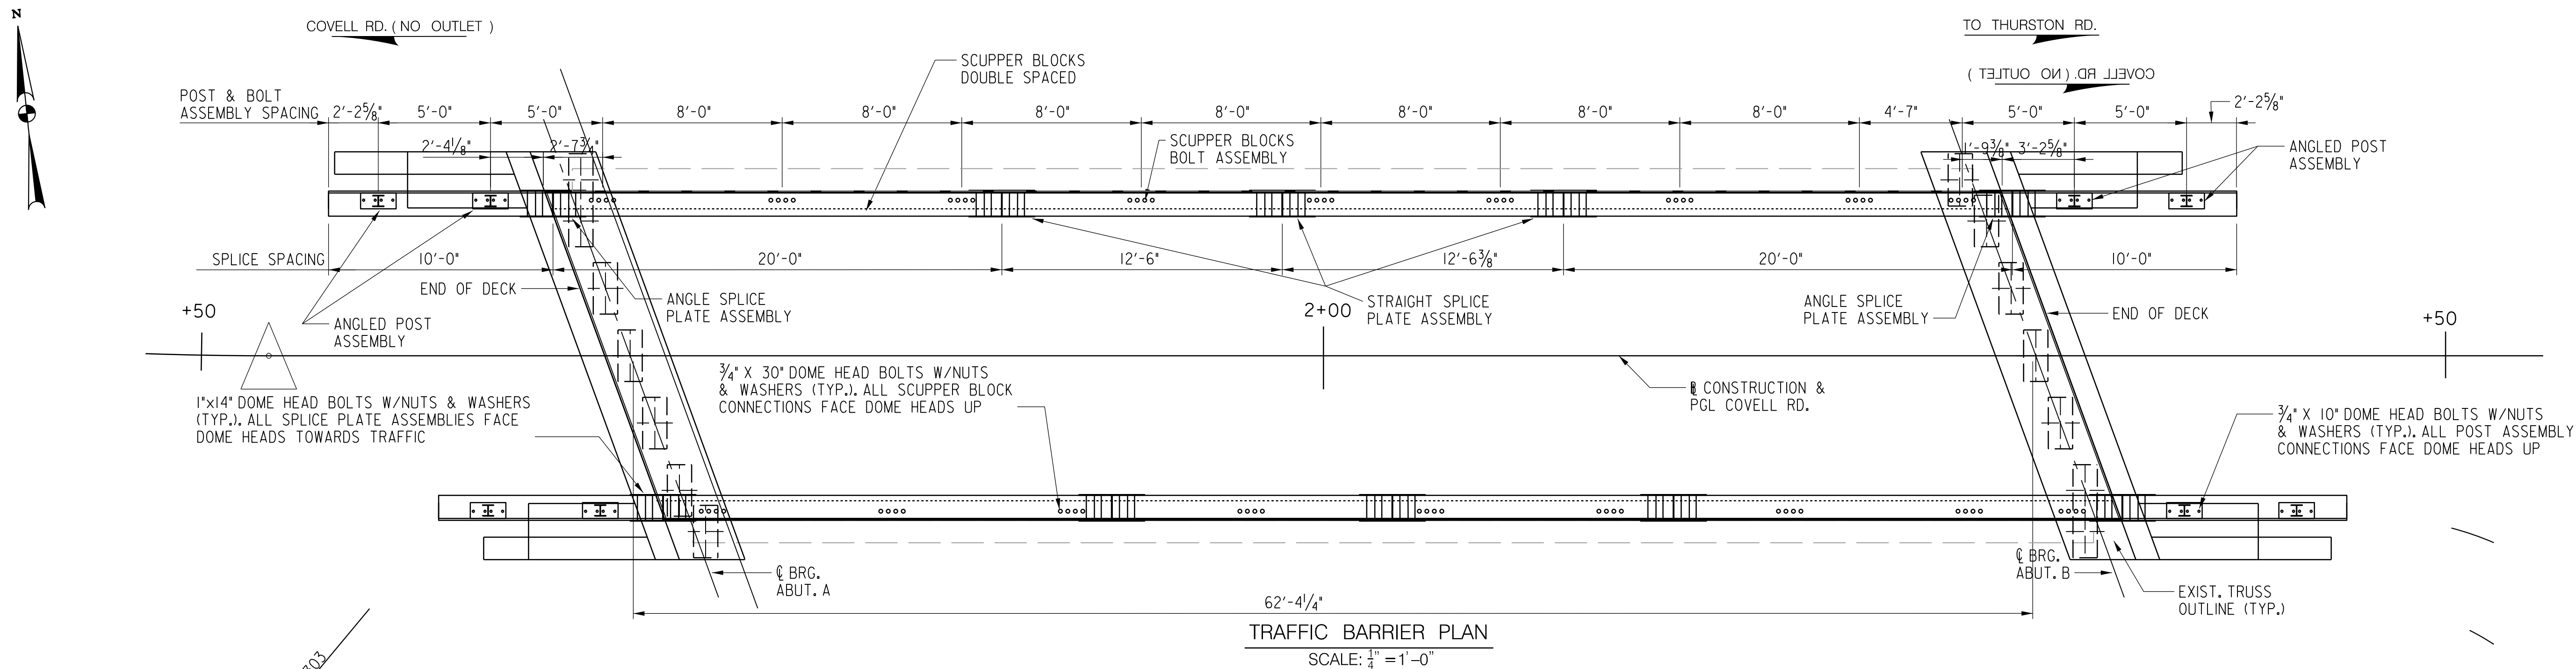 N
COVELL RD. ( NO OUTLET )
TO THURSTON RD.
COVELL RD. ( NO OUTLET )
SCUPPER BLOCKS
DOUBLE SPACED
POST & BOLT
ASSEMBLY SPACING
2'-2⅝"
5'-0"
5'-0"
8'-0"
8'-0"
8'-0"
8'-0"
8'-0"
8'-0"
8'-0"
4'-7"
5'-0"
5'-0"
2'-2⅝"
2'-4⅛"
2'-7¾"
SCUPPER BLOCKS
BOLT ASSEMBLY
1'-9⅜"
3'-2⅝"
ANGLED POST
ASSEMBLY
SPLICE SPACING
10'-0"
20'-0"
12'-6"
12'-6⅜"
20'-0"
10'-0"
END OF DECK
ANGLE SPLICE
PLATE ASSEMBLY
STRAIGHT SPLICE
PLATE ASSEMBLY
ANGLE SPLICE
PLATE ASSEMBLY
END OF DECK
+50
2+00
+50
ANGLED POST
ASSEMBLY
¾" X 30" DOME HEAD BOLTS W/NUTS
& WASHERS (TYP.). ALL SCUPPER BLOCK
CONNECTIONS FACE DOME HEADS UP
℄ CONSTRUCTION &
PGL COVELL RD.
1"x14" DOME HEAD BOLTS W/NUTS & WASHERS
(TYP.). ALL SPLICE PLATE ASSEMBLIES FACE
DOME HEADS TOWARDS TRAFFIC
¾" X 10" DOME HEAD BOLTS W/NUTS
& WASHERS (TYP.). ALL POST ASSEMBLY
CONNECTIONS FACE DOME HEADS UP
℄ BRG.
ABUT. A
℄ BRG.
ABUT. B
EXIST. TRUSS
OUTLINE (TYP.)
62'-4¼"
TRAFFIC BARRIER PLAN
SCALE: ¼" = 1'-0"
303